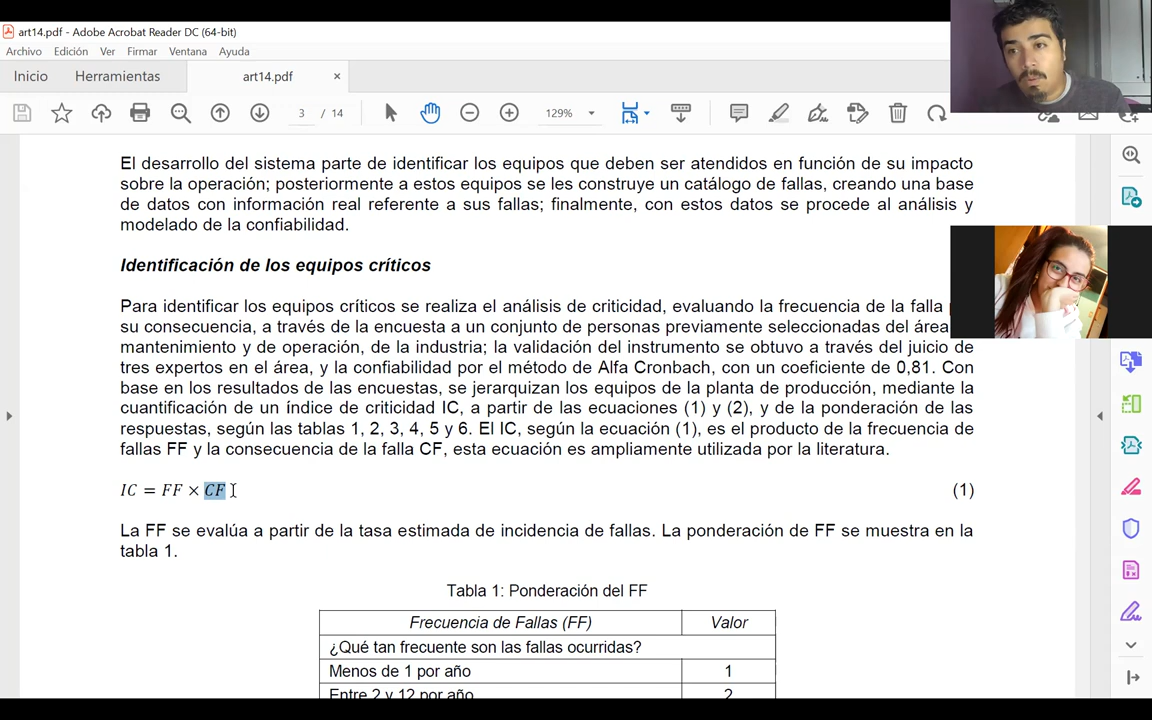 art14.pdf - Adobe Acrobat Reader DC (64-bit)
Archivo Edición Ver Firmar Ventana Ayuda
Inicio Herramientas art14.pdf ×
3 / 14 129%
El desarrollo del sistema parte de identificar los equipos que deben ser atendidos en función de su impacto
sobre la operación; posteriormente a estos equipos se les construye un catálogo de fallas, creando una base
de datos con información real referente a sus fallas; finalmente, con estos datos se procede al análisis y
modelado de la confiabilidad.
Identificación de los equipos críticos
Para identificar los equipos críticos se realiza el análisis de criticidad, evaluando la frecuencia de la falla
su consecuencia, a través de la encuesta a un conjunto de personas previamente seleccionadas del área
mantenimiento y de operación, de la industria; la validación del instrumento se obtuvo a través del juicio de
tres expertos en el área, y la confiabilidad por el método de Alfa Cronbach, con un coeficiente de 0,81. Con
base en los resultados de las encuestas, se jerarquizan los equipos de la planta de producción, mediante la
cuantificación de un índice de criticidad IC, a partir de las ecuaciones (1) y (2), y de la ponderación de las
respuestas, según las tablas 1, 2, 3, 4, 5 y 6. El IC, según la ecuación (1), es el producto de la frecuencia de
fallas FF y la consecuencia de la falla CF, esta ecuación es ampliamente utilizada por la literatura.
IC = FF × CF (1)
La FF se evalúa a partir de la tasa estimada de incidencia de fallas. La ponderación de FF se muestra en la
tabla 1.
Tabla 1: Ponderación del FF
Frecuencia de Fallas (FF) Valor
¿Qué tan frecuente son las fallas ocurridas?
Menos de 1 por año 1
Entre 2 y 12 por año 2